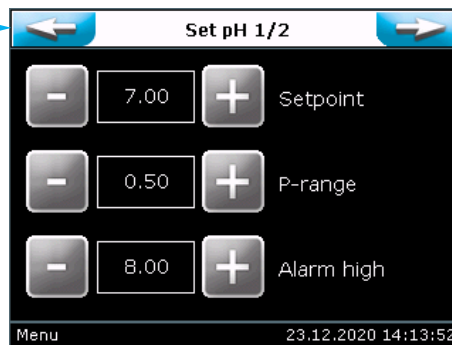 Set pH 1/2
- 7.00 + Setpoint
- 0.50 + P-range
- 8.00 + Alarm high
Menu 23.12.2020 14:13:52